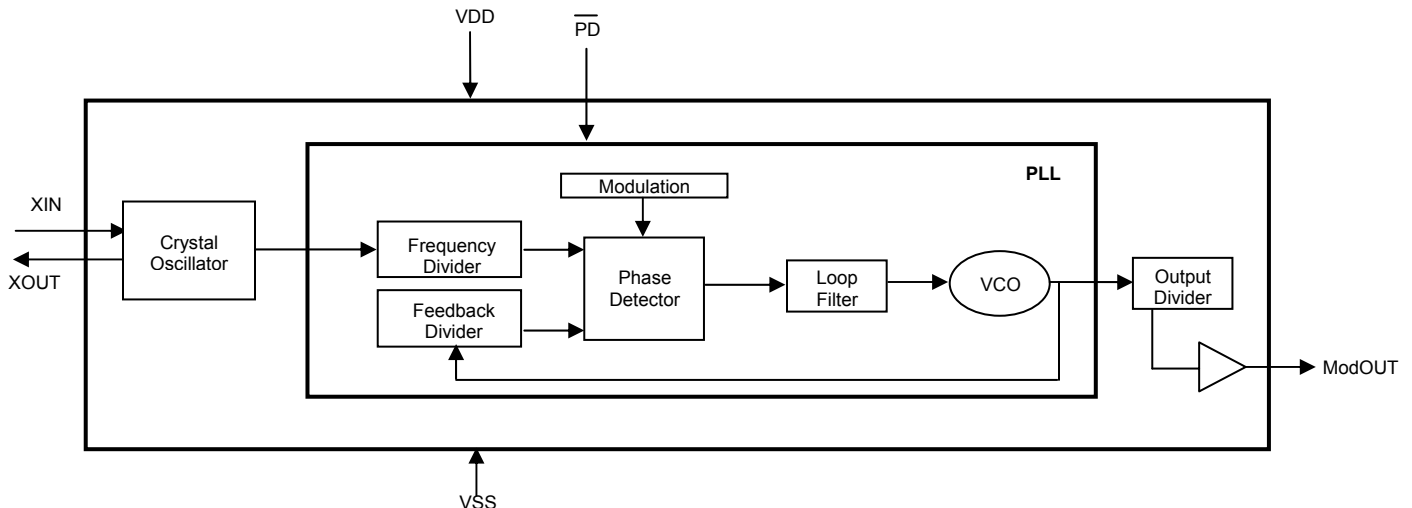 VDD
PD
PLL
Modulation
XIN
XOUT
Crystal
Oscillator
Frequency
Divider
Feedback
Divider
Phase
Detector
Loop
Filter
VCO
Output
Divider
ModOUT
VSS